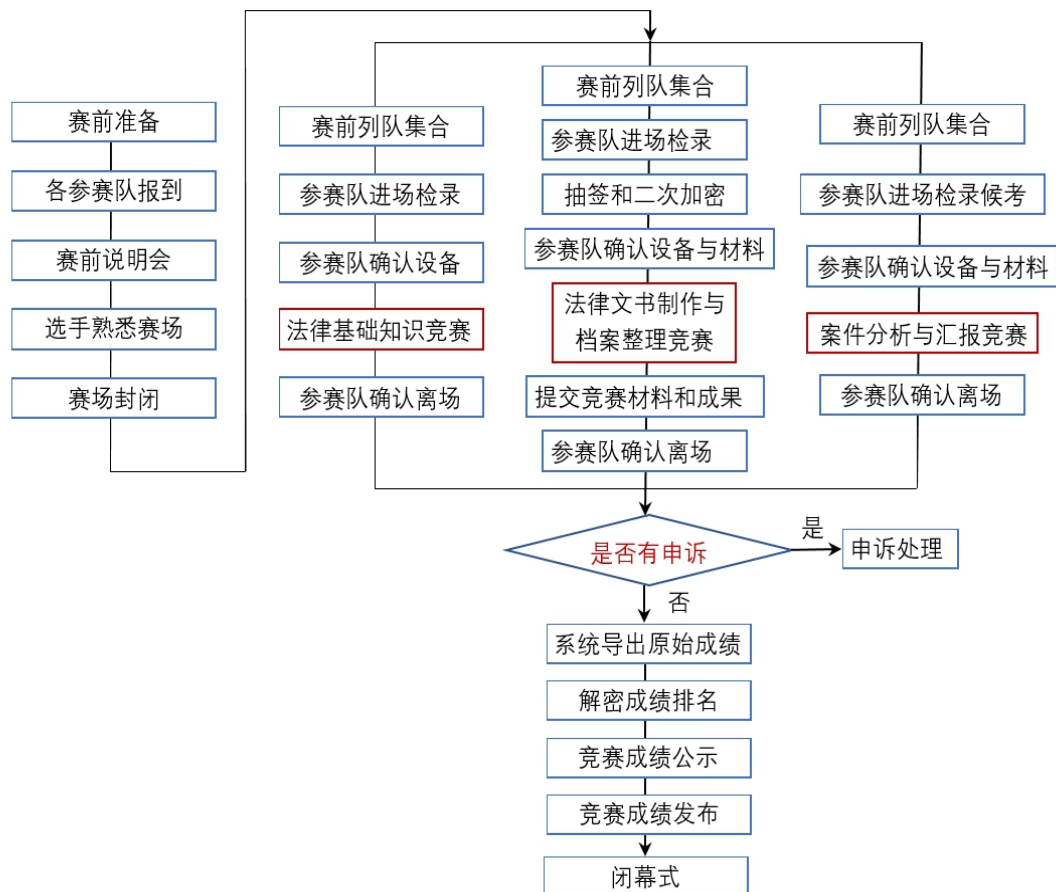 赛前准备
各参赛队报到
赛前说明会
选手熟悉赛场
赛场封闭
赛前列队集合
参赛队进场检录
参赛队确认设备
法律基础知识竞赛
参赛队确认离场
赛前列队集合
参赛队进场检录
抽签和二次加密
参赛队确认设备与材料
法律文书制作与
档案整理竞赛
提交竞赛材料和成果
参赛队确认离场
赛前列队集合
参赛队进场检录候考
参赛队确认设备与材料
案件分析与汇报竞赛
参赛队确认离场
是否有申诉
是
申诉处理
否
系统导出原始成绩
解密成绩排名
竞赛成绩公示
竞赛成绩发布
闭幕式